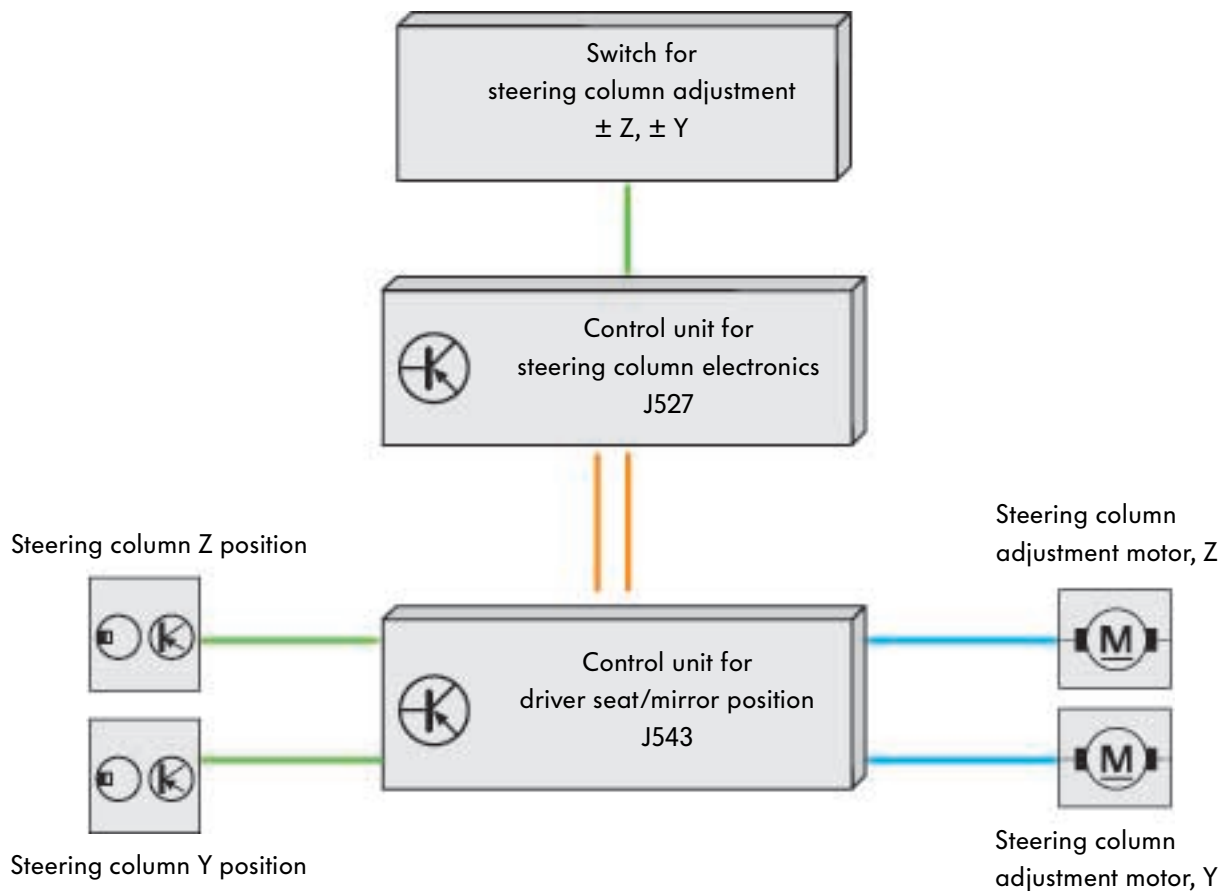 Switch for
steering column adjustment
± Z, ± Y
Control unit for
steering column electronics
J527
Steering column Z position
Steering column
adjustment motor, Z
Control unit for
driver seat/mirror position
J543
M
M
Steering column Y position
Steering column
adjustment motor, Y